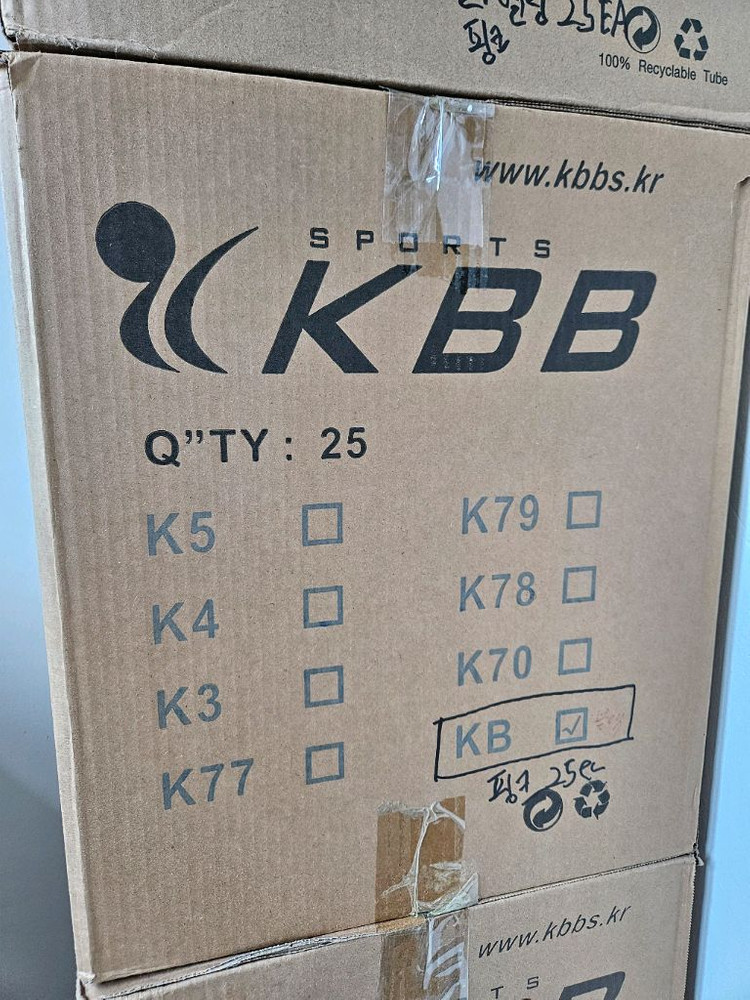 25EA
핑크
100% Recyclable Tube
www.kbbs.kr
SPORTS
KBB
Q”TY : 25
K5 K79
K4 K78
K3 K70
K77 KB
핑크 25ea
www.kbbs.kr
TS